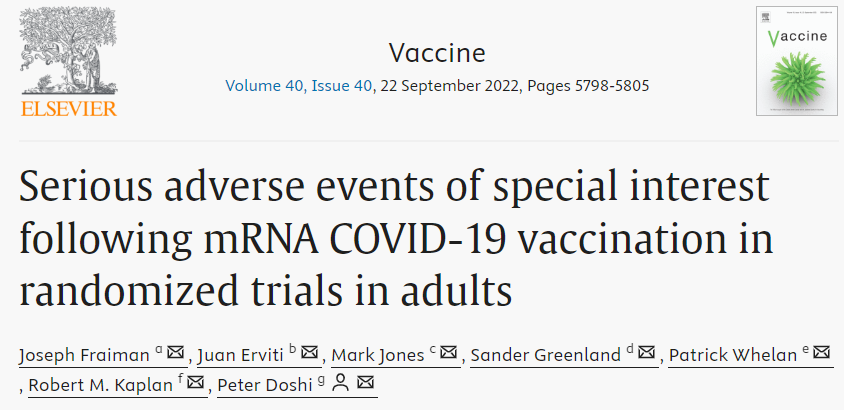 Vaccine
Volume 40, Issue 40, 22 September 2022, Pages 5798-5805
ELSEVIER
Vaccine
Serious adverse events of special interest
following mRNA COVID-19 vaccination in
randomized trials in adults
Joseph Fraiman a, Juan Erviti b, Mark Jones c, Sander Greenland d, Patrick Whelan e
, Robert M. Kaplan f, Peter Doshi g